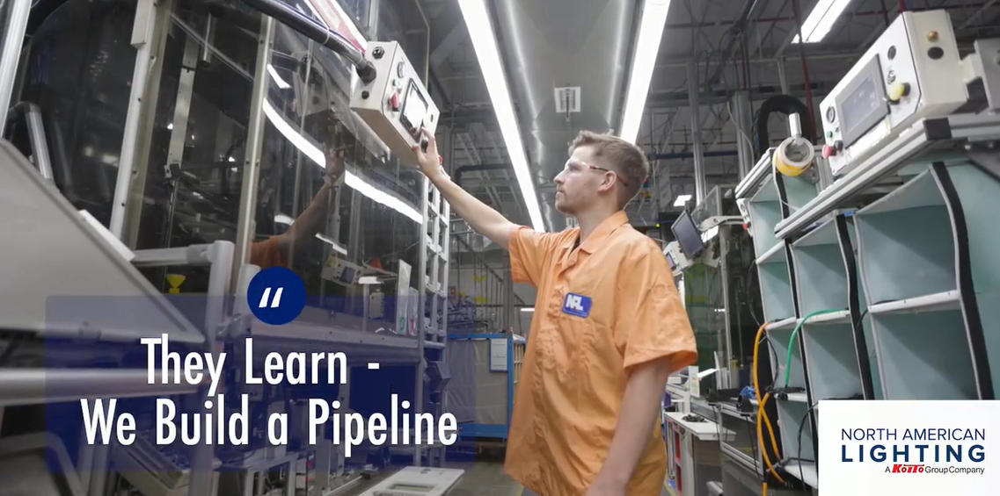 “
They Learn -
We Build a Pipeline
NAL
NORTH AMERICAN
LIGHTING
A KOITO Group Company